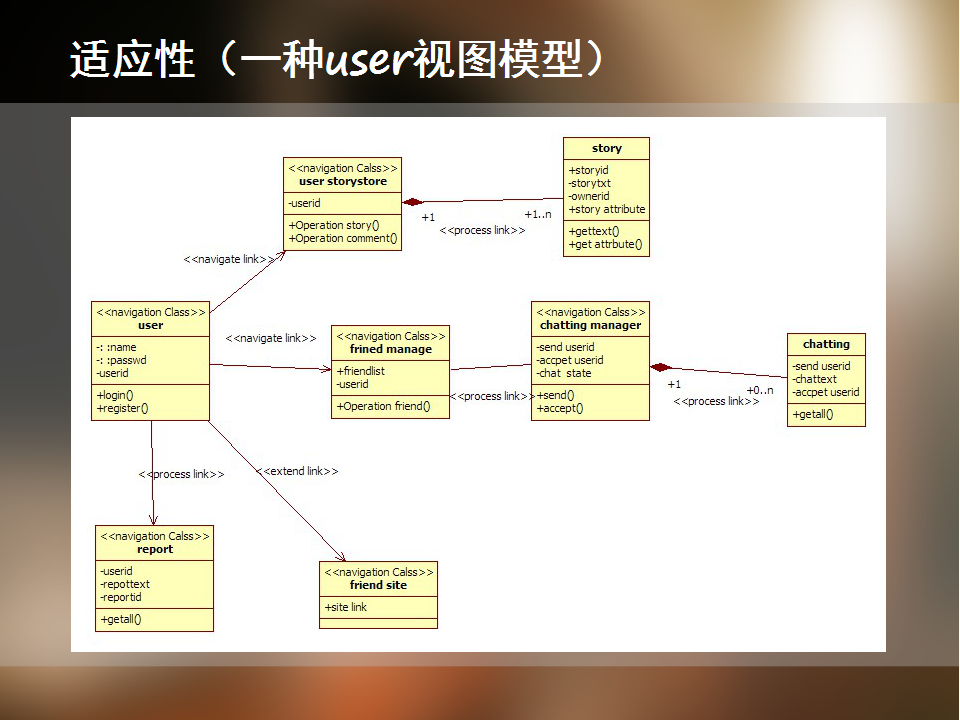 适应性（一种user视图模型）
<<navigation Calss>>
user storystore
-userid
+Operation story()
+Operation comment()
story
+storyid
-storytxt
-ownerid
+story attribute
+gettext()
+get attrbute()
+1
+1..n
<<process link>>
<<navigate link>>
<<navigation Class>>
user
-: :name
-: :passwd
-userid
+login()
+register()
<<navigate link>>
<<navigation Calss>>
frined manage
+friendlist
-userid
+Operation friend()
<<process link>>
<<navigation Calss>>
chatting manager
-send userid
-accpet userid
-chat state
+send()
+accept()
+1
+0..n
<<process link>>
chatting
-send userid
-chattext
-accpet userid
+getall()
<<process link>>
<<extend link>>
<<navigation Calss>>
report
-userid
-repottext
-reportid
+getall()
<<navigation Calss>>
friend site
+site link